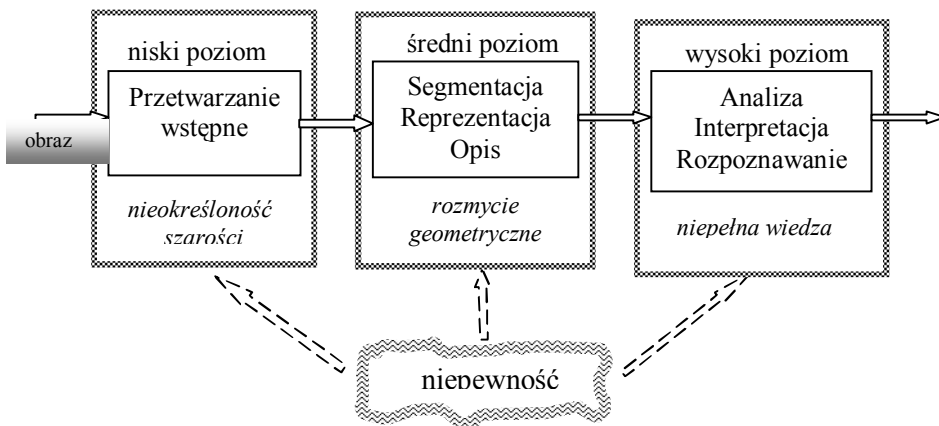 niski poziom
Przetwarzanie
wstępne
obraz
nieokreśloność
szarości
średni poziom
Segmentacja
Reprezentacja
Opis
rozmycie
geometryczne
wysoki poziom
Analiza
Interpretacja
Rozpoznawanie
niepełna wiedza
niepewność